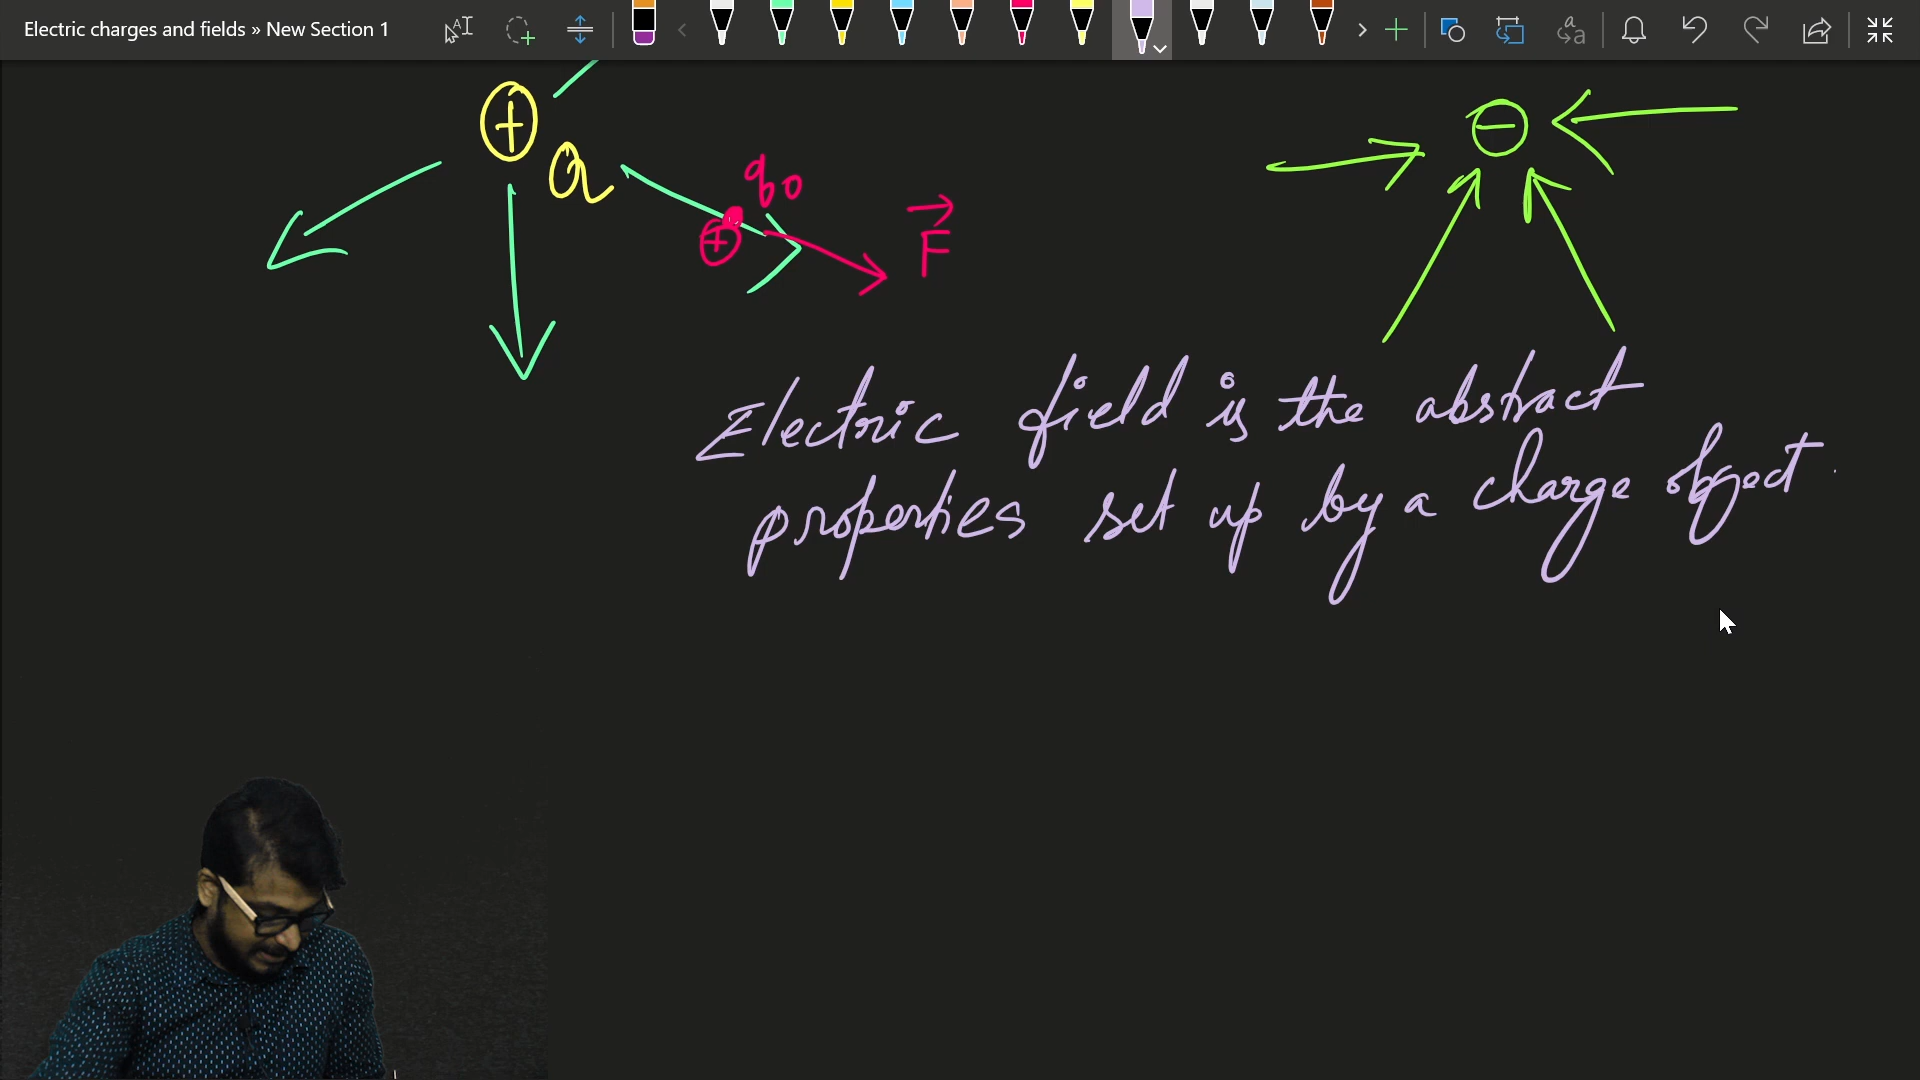 Electric charges and fields » New Section 1
+
Q
q0
+
F
−
Electric field is the abstract
properties set up by a charge object